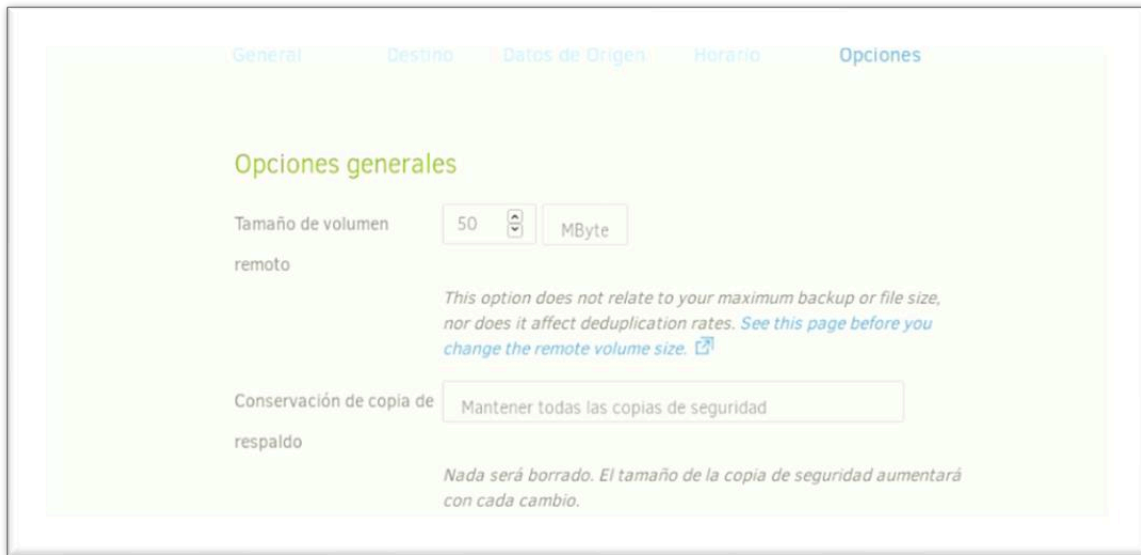 General Destino Datos de Origen Horario Opciones
Opciones generales
Tamaño de volumen remoto
50 MByte
This option does not relate to your maximum backup or file size,
nor does it affect deduplication rates. See this page before you
change the remote volume size.
Conservación de copia de respaldo
Mantener todas las copias de seguridad
Nada será borrado. El tamaño de la copia de seguridad aumentará
con cada cambio.